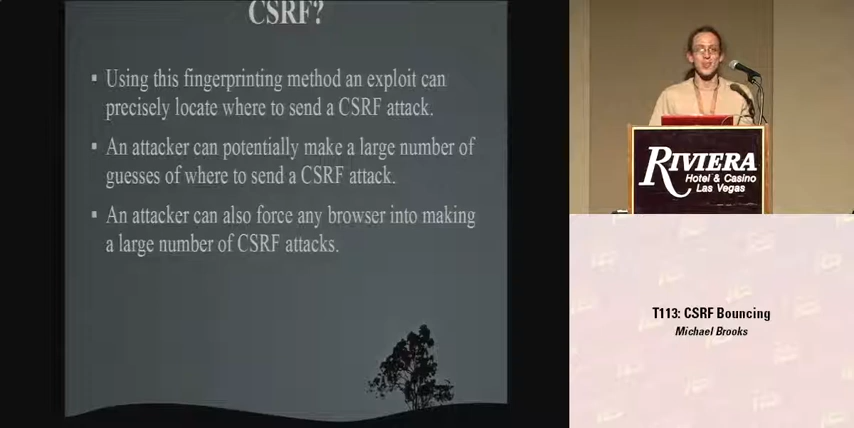 CSRF?
▪ Using this fingerprinting method an exploit can
precisely locate where to send a CSRF attack.
▪ An attacker can potentially make a large number of
guesses of where to send a CSRF attack.
▪ An attacker can also force any browser into making
a large number of CSRF attacks.
RIVIERA
Hotel & Casino
Las Vegas
T113: CSRF Bouncing
Michael Brooks